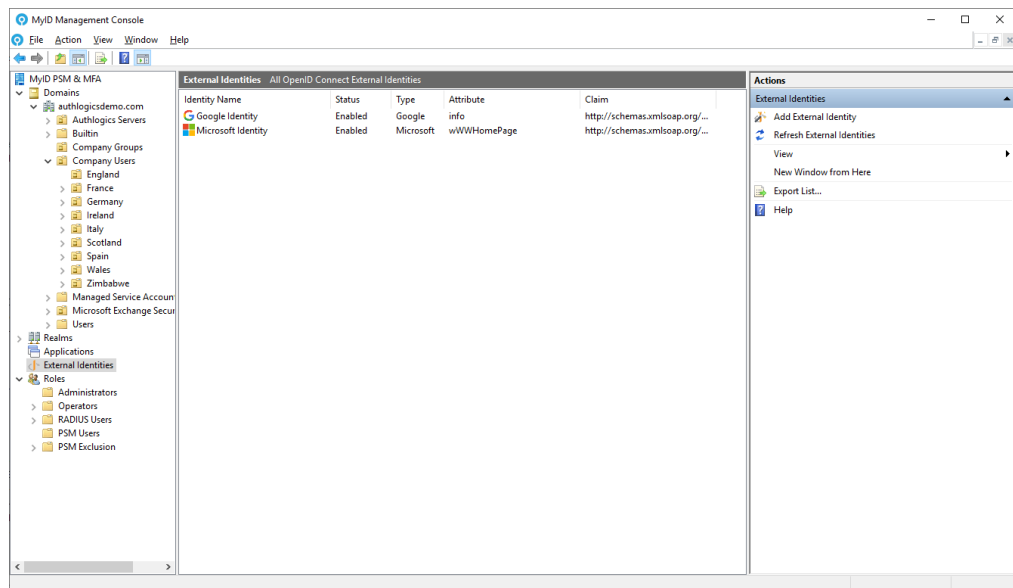 MyID Management Console
File Action View Window Help
MyID PSM & MFA
Domains
authlogicsdemo.com
Authlogics Servers
Builtin
Company Groups
Company Users
England
France
Germany
Ireland
Italy
Scotland
Spain
Wales
Zimbabwe
Managed Service Accoun
Microsoft Exchange Secur
Users
Realms
Applications
External Identities
Roles
Administrators
Operators
RADIUS Users
PSM Users
PSM Exclusion
External Identities All OpenID Connect External Identities
Identity Name Status Type Attribute Claim
Google Identity Enabled Google info http://schemas.xmlsoap.org/...
Microsoft Identity Enabled Microsoft wWWHomePage http://schemas.xmlsoap.org/...
Actions
External Identities
Add External Identity
Refresh External Identities
View
New Window from Here
Export List...
Help